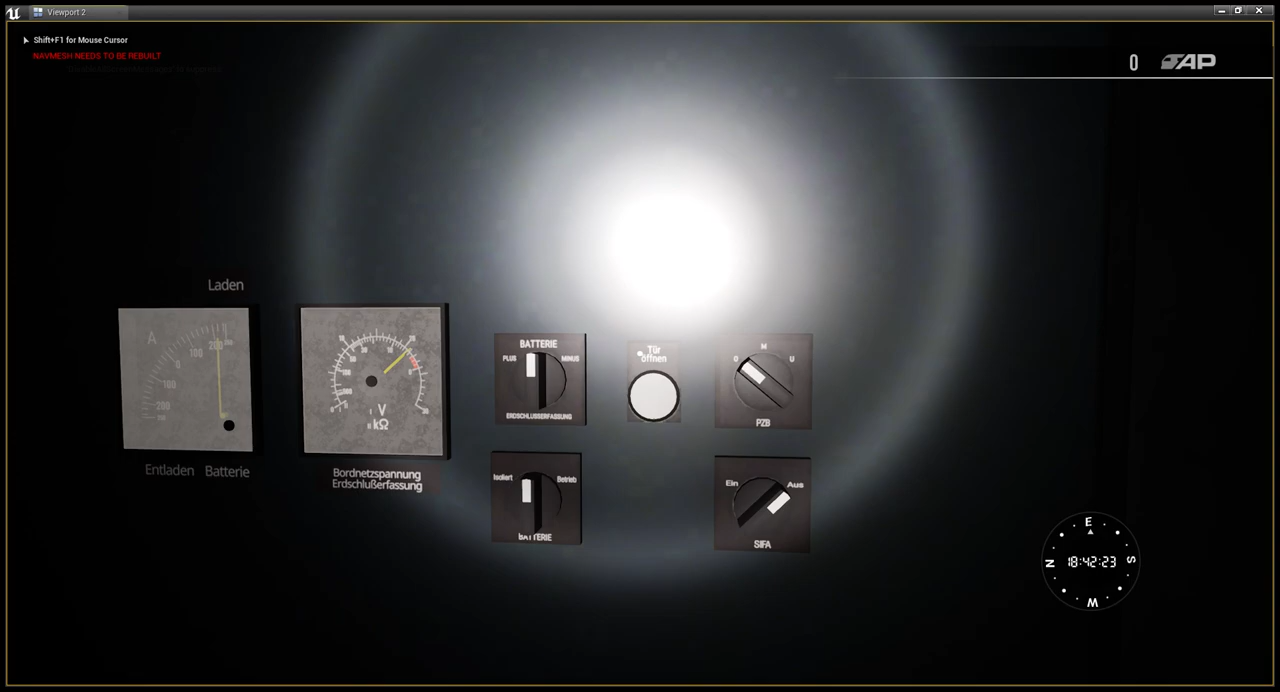 Viewport 2
Shift+F1 for Mouse Cursor
NAVMESH NEEDS TO BE REBUILT
0 AP
Laden
A
200
100
0
100
200
Entladen Batterie
V
kΩ
Bordnetzspannung
Erdschlußerfassung
BATTERIE
PLUS MINUS
ERDSCHLUSSERFASSUNG
Isoliert Betrieb
BATTERIE
Tür
öffnen
M
O U
PZB
Ein Aus
SIFA
E
N 18:42:23 S
W